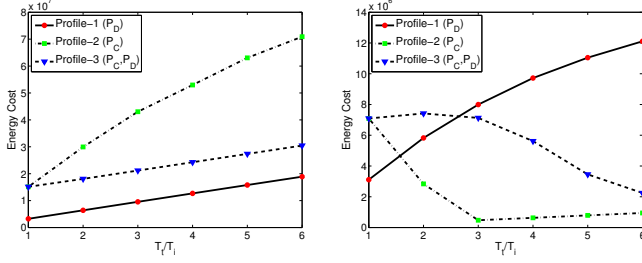 8 x 10^7
7
6
5
4
3
2
1
0
Energy Cost
Profile−1 (P_D)
Profile−2 (P_C)
Profile−3 (P_C,P_D)
1 2 3 4 5 6
T_t/T_i
14 x 10^6
12
10
8
6
4
2
0
Energy Cost
Profile−1 (P_D)
Profile−2 (P_C)
Profile−3 (P_C,P_D)
1 2 3 4 5 6
T_t/T_i